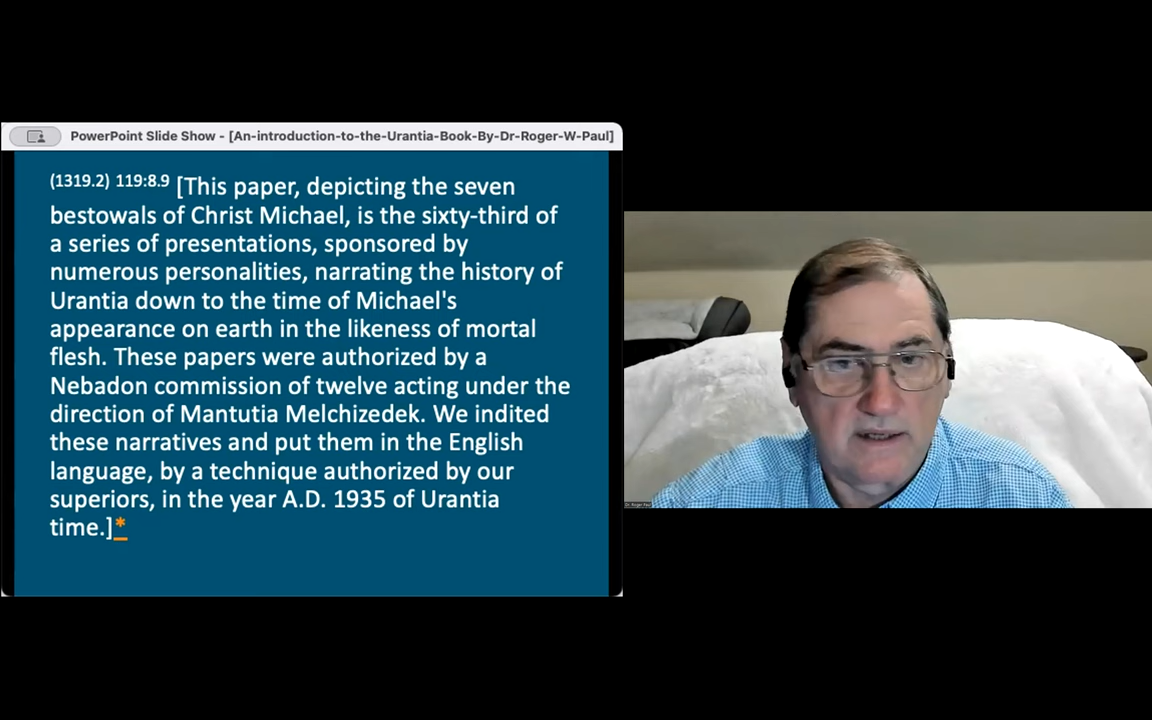 PowerPoint Slide Show - [An-introduction-to-the-Urantia-Book-By-Dr-Roger-W-Paul]
(1319.2) 119:8.9 [This paper, depicting the seven
bestowals of Christ Michael, is the sixty-third of
a series of presentations, sponsored by
numerous personalities, narrating the history of
Urantia down to the time of Michael's
appearance on earth in the likeness of mortal
flesh. These papers were authorized by a
Nebadon commission of twelve acting under the
direction of Mantutia Melchizedek. We indited
these narratives and put them in the English
language, by a technique authorized by our
superiors, in the year A.D. 1935 of Urantia
time.]*
Dr. Roger Paul